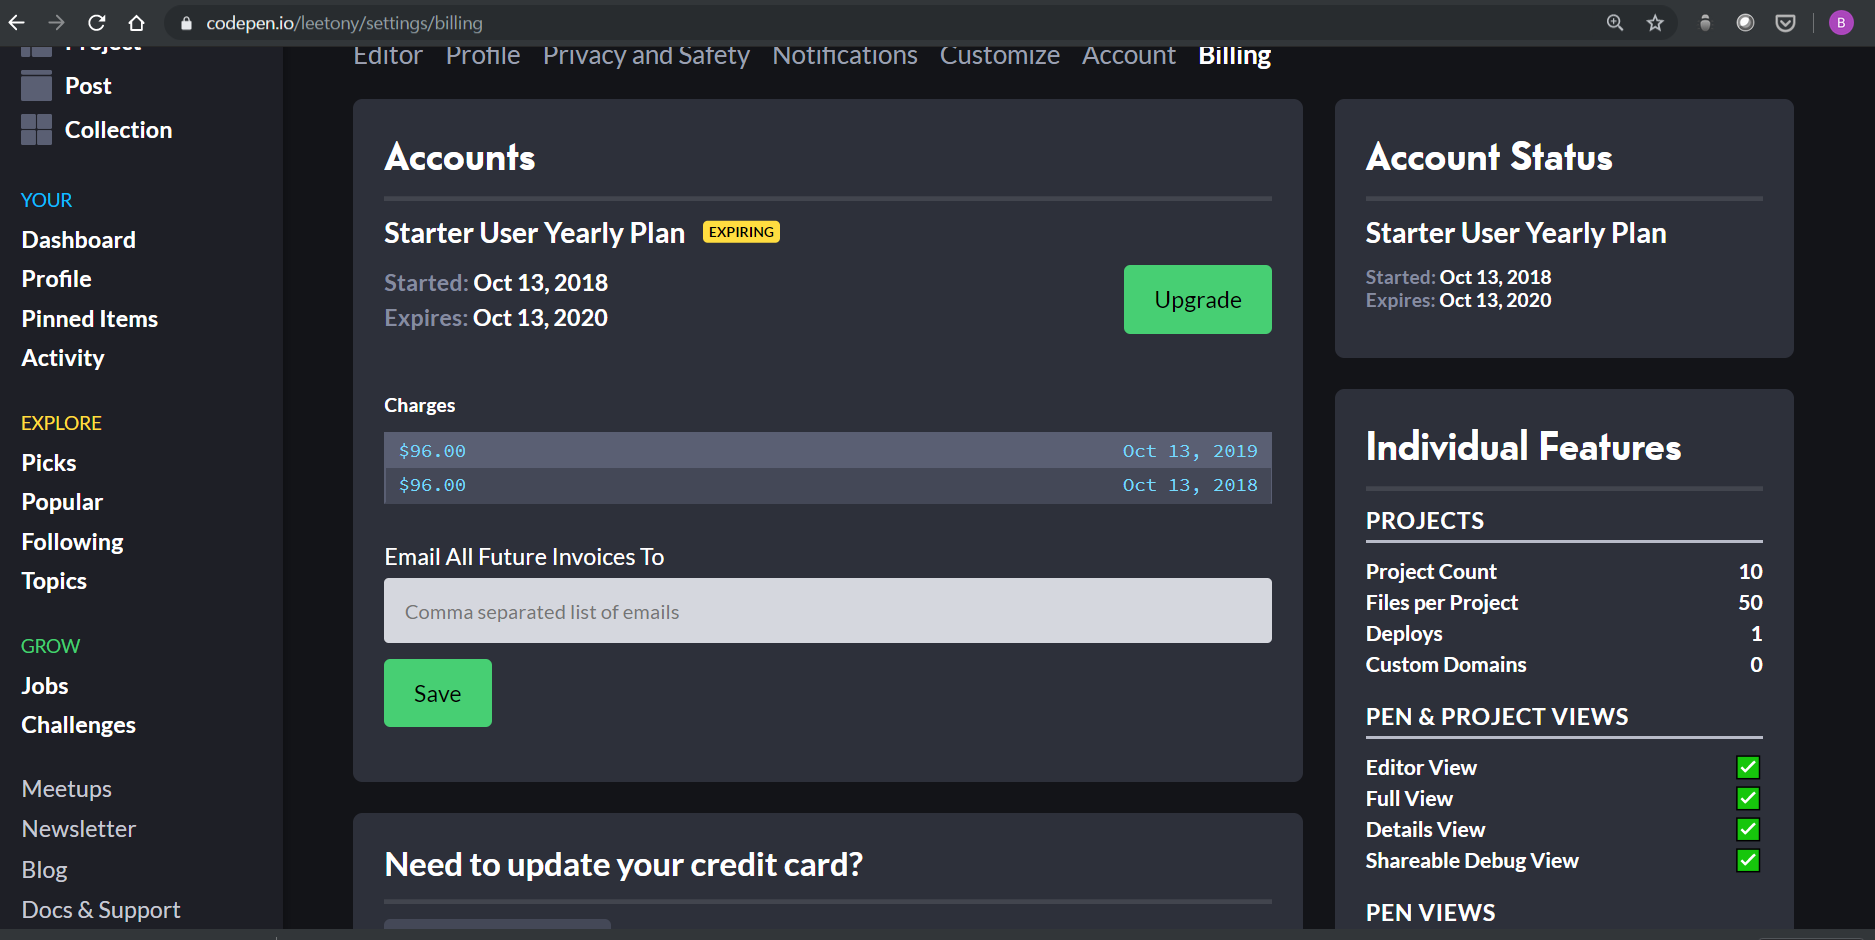 codepen.io/leetony/settings/billing
B
Project
Post
Collection
YOUR
Dashboard
Profile
Pinned Items
Activity
EXPLORE
Picks
Popular
Following
Topics
GROW
Jobs
Challenges
Meetups
Newsletter
Blog
Docs & Support
Editor Profile Privacy and Safety Notifications Customize Account Billing
Accounts
Starter User Yearly Plan EXPIRING
Started: Oct 13, 2018
Expires: Oct 13, 2020
Upgrade
Charges
$96.00 Oct 13, 2019
$96.00 Oct 13, 2018
Email All Future Invoices To
Comma separated list of emails
Save
Need to update your credit card?
Account Status
Starter User Yearly Plan
Started: Oct 13, 2018
Expires: Oct 13, 2020
Individual Features
PROJECTS
Project Count 10
Files per Project 50
Deploys 1
Custom Domains 0
PEN & PROJECT VIEWS
Editor View
Full View
Details View
Shareable Debug View
PEN VIEWS